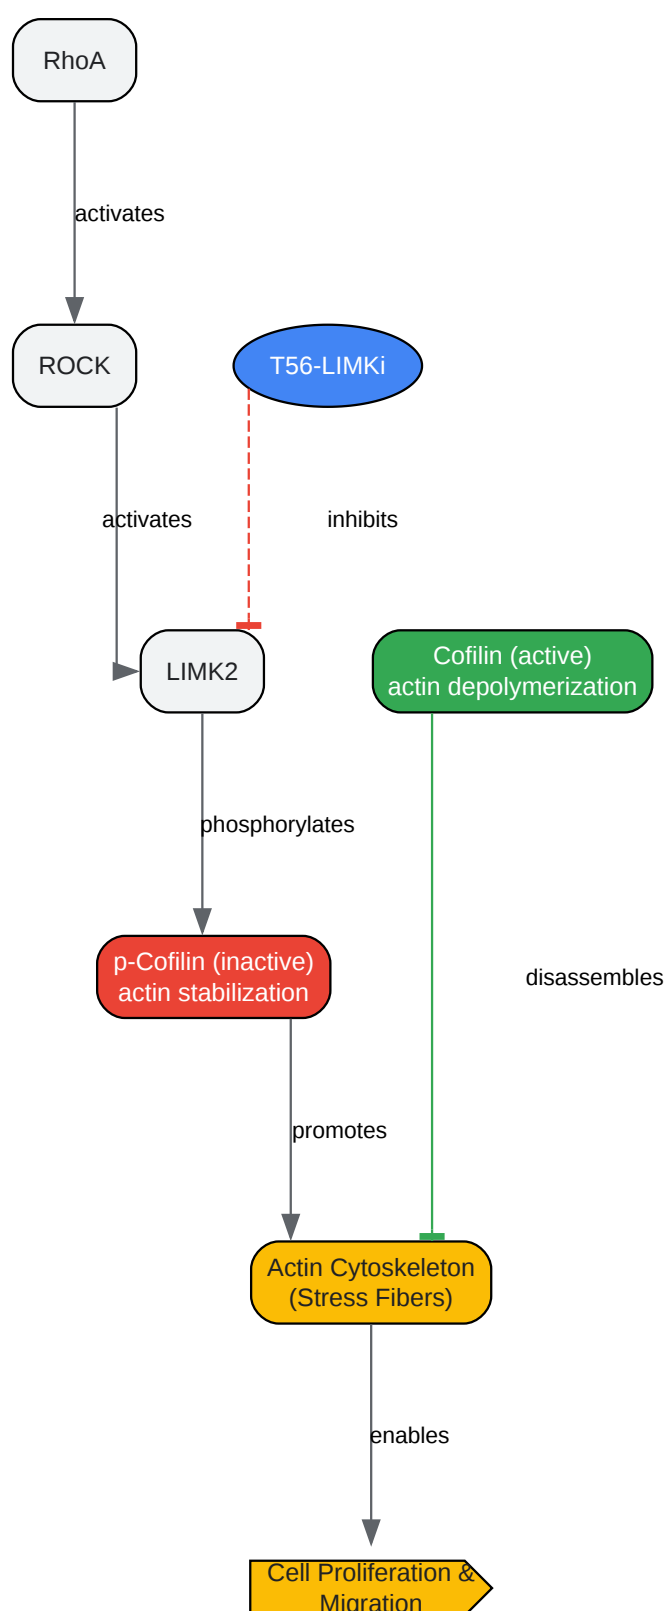 RhoA
activates
ROCK
T56-LIMKi
activates
inhibits
LIMK2
Cofilin (active)
actin depolymerization
phosphorylates
p-Cofilin (inactive)
actin stabilization
disassembles
promotes
Actin Cytoskeleton
(Stress Fibers)
enables
Cell Proliferation &
Migration